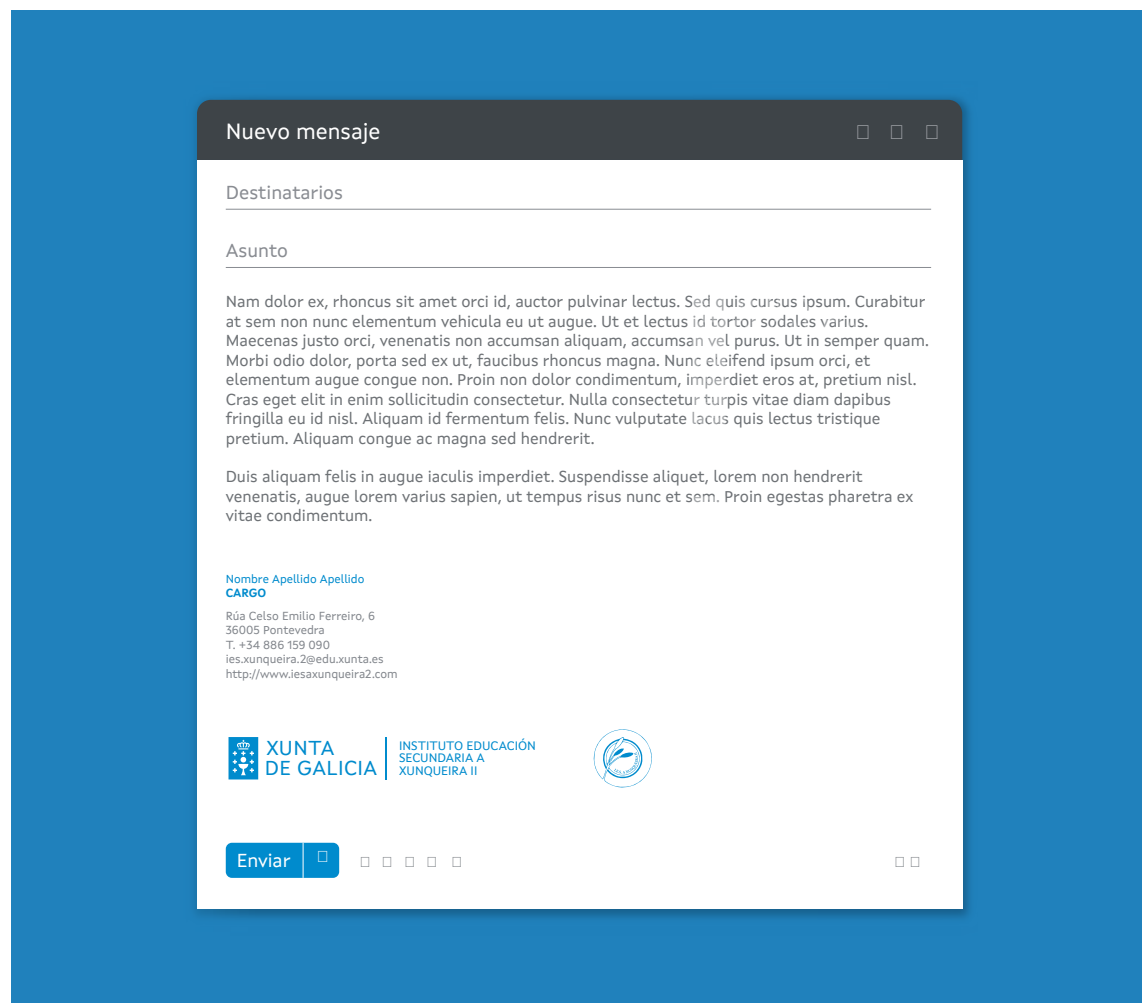 Nuevo mensaje
Destinatarios
Asunto
Nam dolor ex, rhoncus sit amet orci id, auctor pulvinar lectus. Sed quis cursus ipsum. Curabitur
at sem non nunc elementum vehicula eu ut augue. Ut et lectus id tortor sodales varius.
Maecenas justo orci, venenatis non accumsan aliquam, accumsan vel purus. Ut in semper quam.
Morbi odio dolor, porta sed ex ut, faucibus rhoncus magna. Nunc eleifend ipsum orci, et
elementum augue congue non. Proin non dolor condimentum, imperdiet eros at, pretium nisl.
Cras eget elit in enim sollicitudin consectetur. Nulla consectetur turpis vitae diam dapibus
fringilla eu id nisl. Aliquam id fermentum felis. Nunc vulputate lacus quis lectus tristique
pretium. Aliquam congue ac magna sed hendrerit.
Duis aliquam felis in augue iaculis imperdiet. Suspendisse aliquet, lorem non hendrerit
venenatis, augue lorem varius sapien, ut tempus risus nunc et sem. Proin egestas pharetra ex
vitae condimentum.
Nombre Apellido Apellido
CARGO
Rúa Celso Emilio Ferreiro, 6
36005 Pontevedra
T. +34 886 159 090
ies.xunqueira.2@edu.xunta.es
http://www.iesaxunqueira2.com
XUNTA
DE GALICIA
INSTITUTO EDUCACIÓN
SECUNDARIA A
XUNQUEIRA II
Enviar